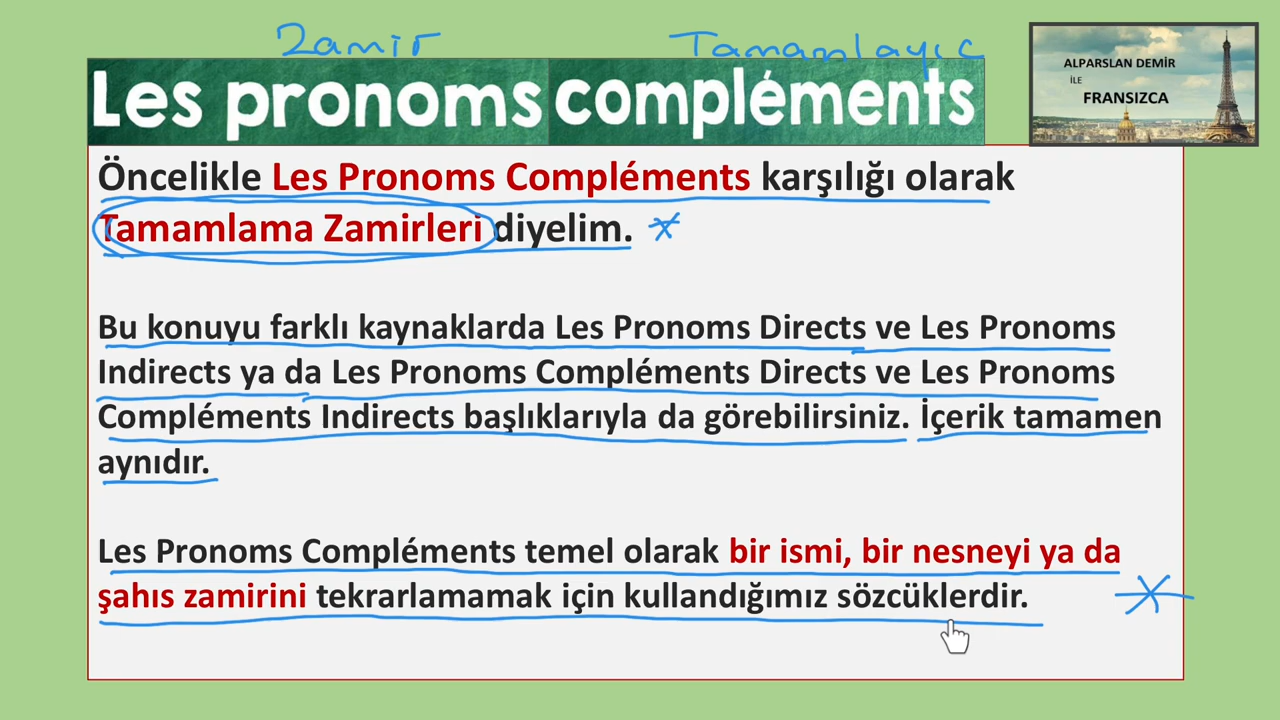 Zamir Tamamlayıc
Les pronoms compléments
ALPARSLAN DEMİR
İLE
FRANSIZCA
Öncelikle Les Pronoms Compléments karşılığı olarak
Tamamlama Zamirleri diyelim.
Bu konuyu farklı kaynaklarda Les Pronoms Directs ve Les Pronoms
Indirects ya da Les Pronoms Compléments Directs ve Les Pronoms
Compléments Indirects başlıklarıyla da görebilirsiniz. İçerik tamamen
aynıdır.
Les Pronoms Compléments temel olarak bir ismi, bir nesneyi ya da
şahıs zamirini tekrarlamamak için kullandığımız sözcüklerdir.